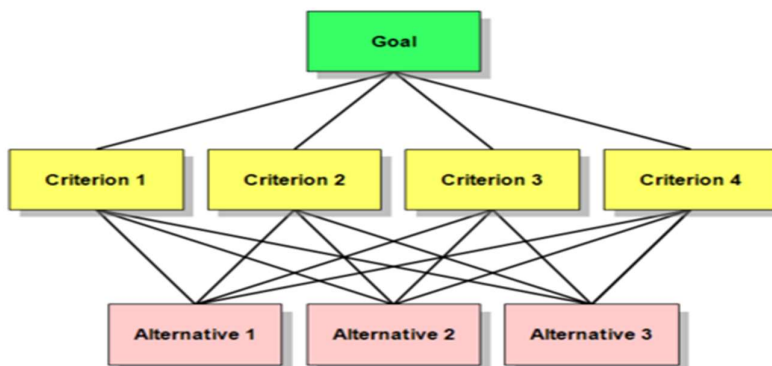 Goal
Criterion 1
Criterion 2
Criterion 3
Criterion 4
Alternative 1
Alternative 2
Alternative 3